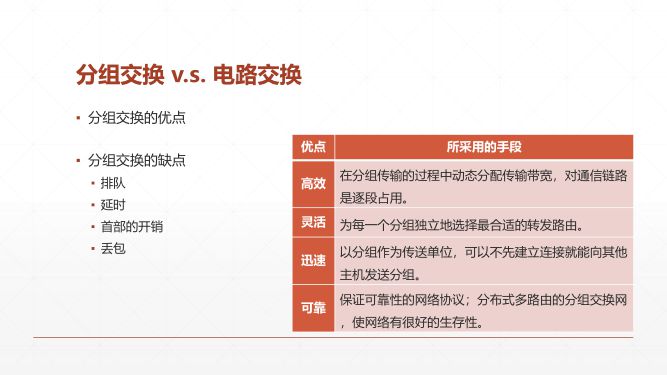 分组交换 v.s. 电路交换
分组交换的优点
分组交换的缺点
排队
延时
首部的开销
丢包
优点 所采用的手段
高效 在分组传输的过程中动态分配传输带宽，对通信链路
是逐段占用。
灵活 为每一个分组独立地选择最合适的转发路由。
迅速 以分组作为传送单位，可以不先建立连接就能向其他
主机发送分组。
可靠 保证可靠性的网络协议；分布式多路由的分组交换网
，使网络有很好的生存性。